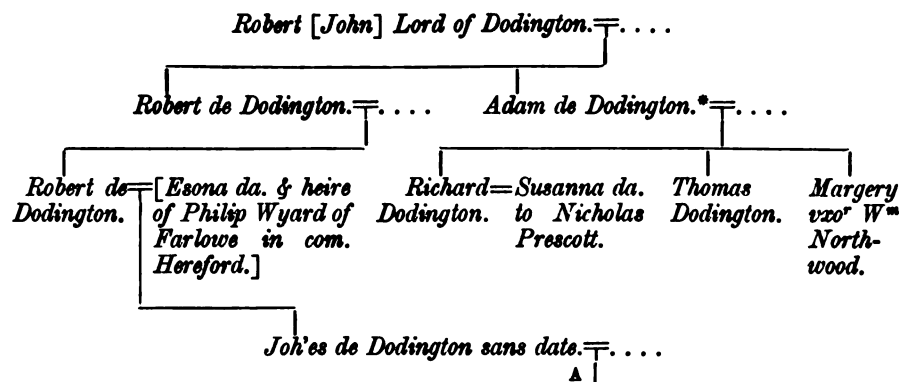 Robert [John] Lord of Dodington.=. . . .
Robert de Dodington.=. . . . Adam de Dodington.*=. . . .
Robert de=[Esona da. & heire Richard=Susanna da. Thomas Margery
Dodington. of Philip Wyard of Dodington. to Nicholas Dodington. vxoʳ Wᵐ
Farlowe in com. Prescott. North-
Hereford.] wood.
Joh'es de Dodington sans date.=. . . .
A